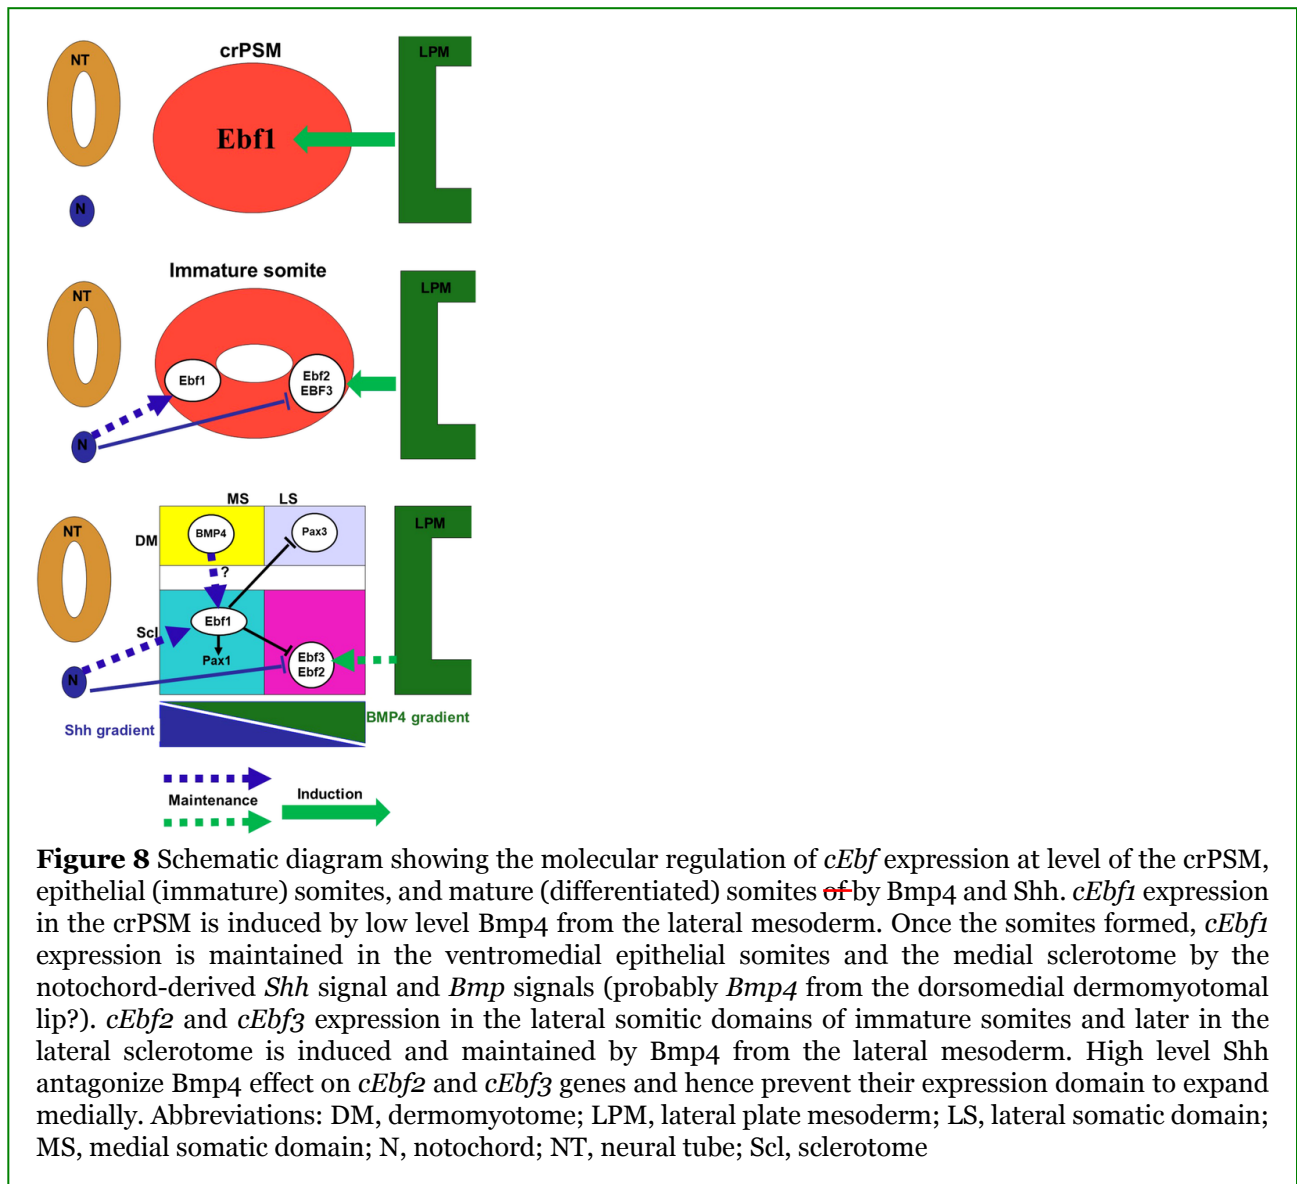 crPSM
NT
LPM
Ebf1
N
Immature somite
NT
LPM
Ebf1
Ebf2
EBF3
N
MS LS
NT
DM
BMP4
Pax3
LPM
?
Scl
Ebf1
Pax1
Ebf3
Ebf2
N
Shh gradient
BMP4 gradient
Maintenance
Induction
Figure 8 Schematic diagram showing the molecular regulation of cEbf expression at level of the crPSM,
epithelial (immature) somites, and mature (differentiated) somites of by Bmp4 and Shh. cEbf1 expression
in the crPSM is induced by low level Bmp4 from the lateral mesoderm. Once the somites formed, cEbf1
expression is maintained in the ventromedial epithelial somites and the medial sclerotome by the
notochord-derived Shh signal and Bmp signals (probably Bmp4 from the dorsomedial dermomyotomal
lip?). cEbf2 and cEbf3 expression in the lateral somitic domains of immature somites and later in the
lateral sclerotome is induced and maintained by Bmp4 from the lateral mesoderm. High level Shh
antagonize Bmp4 effect on cEbf2 and cEbf3 genes and hence prevent their expression domain to expand
medially. Abbreviations: DM, dermomyotome; LPM, lateral plate mesoderm; LS, lateral somatic domain;
MS, medial somatic domain; N, notochord; NT, neural tube; Scl, sclerotome